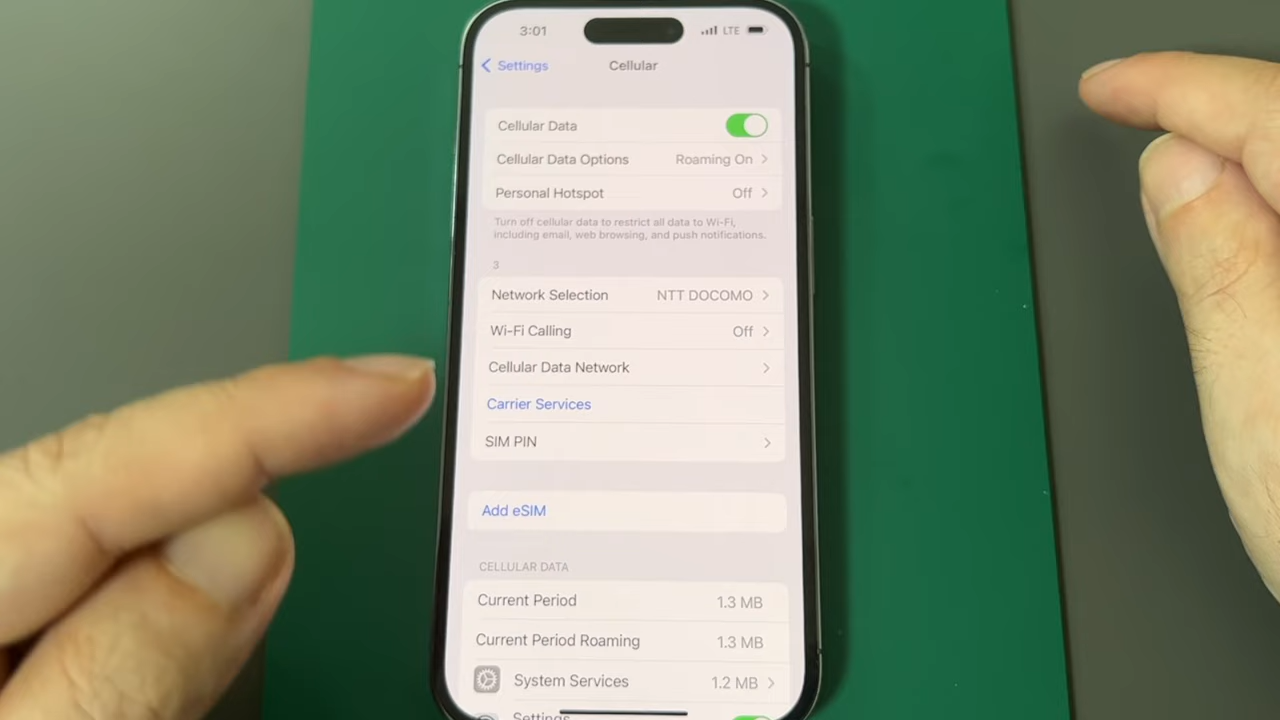 3:01 LTE
Settings Cellular
Cellular Data
Cellular Data Options Roaming On
Personal Hotspot Off
Turn off cellular data to restrict all data to Wi-Fi,
including email, web browsing, and push notifications.
3
Network Selection NTT DOCOMO
Wi-Fi Calling Off
Cellular Data Network
Carrier Services
SIM PIN
Add eSIM
CELLULAR DATA
Current Period 1.3 MB
Current Period Roaming 1.3 MB
System Services 1.2 MB
Settings